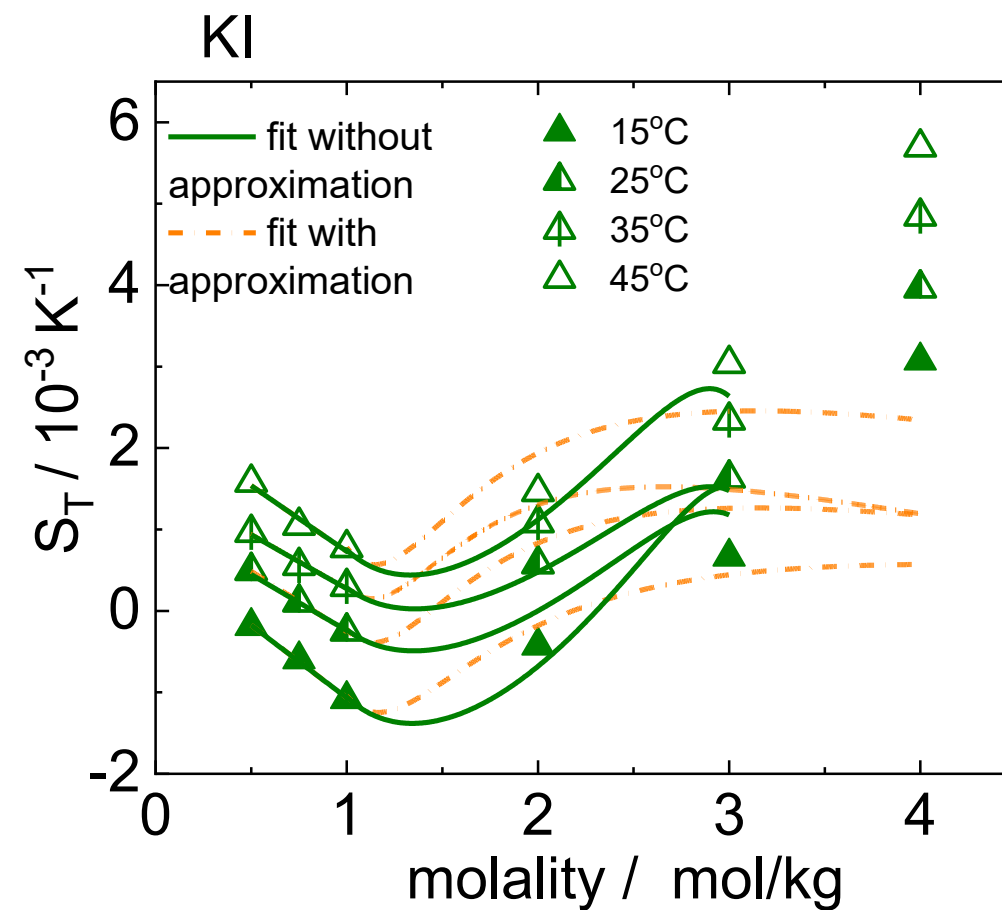 KI
fit without
approximation
fit with
approximation
15°C
25°C
35°C
45°C
S_T / 10^-3 K^-1
6
4
2
0
-2
0 1 2 3 4
molality / mol/kg